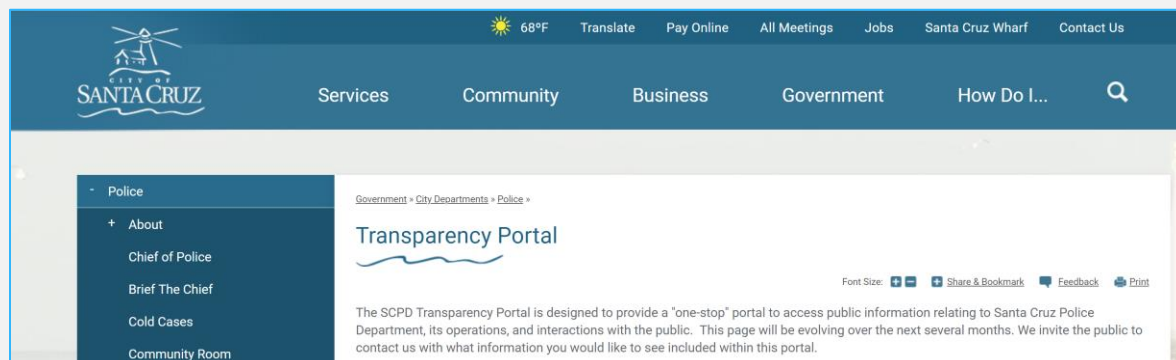 68°F Translate Pay Online All Meetings Jobs Santa Cruz Wharf Contact Us
CITY OF
SANTA CRUZ
Services Community Business Government How Do I...
- Police
+ About
Chief of Police
Brief The Chief
Cold Cases
Community Room
Government » City Departments » Police »
Transparency Portal
Font Size: + - + Share & Bookmark Feedback Print
The SCPD Transparency Portal is designed to provide a "one-stop" portal to access public information relating to Santa Cruz Police
Department, its operations, and interactions with the public. This page will be evolving over the next several months. We invite the public to
contact us with what information you would like to see included within this portal.